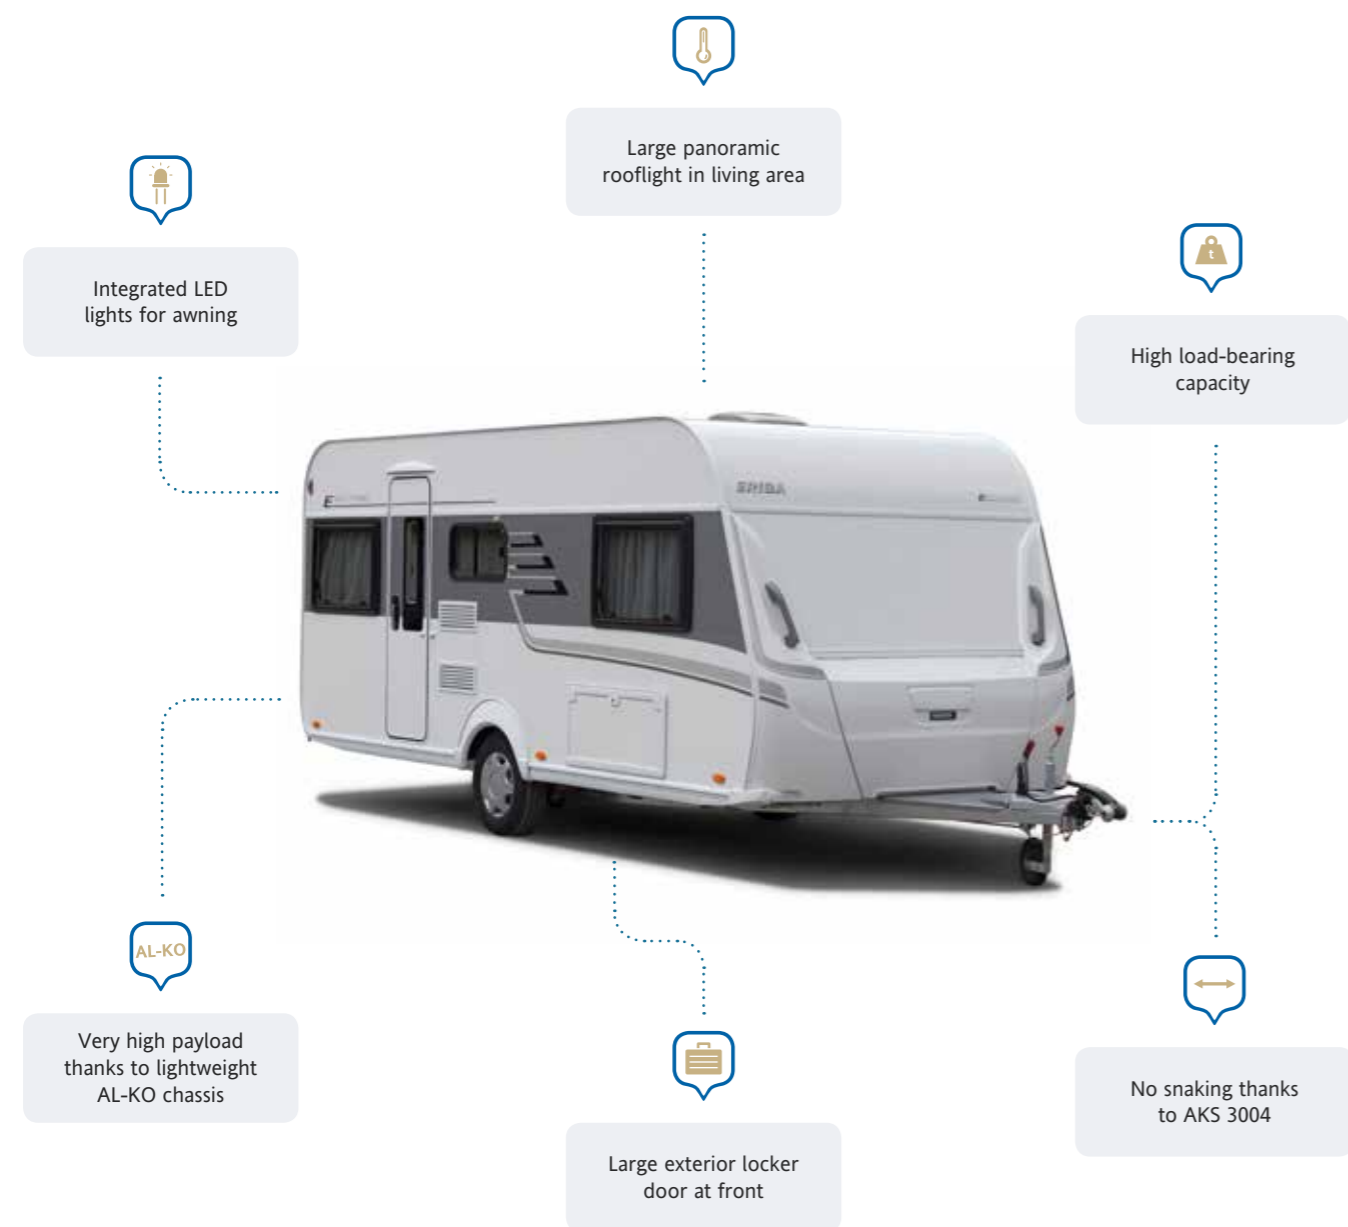 Large panoramic
rooflight in living area
Integrated LED
lights for awning
t
High load-bearing
capacity
ERIBA
E
E
AL-KO
Very high payload
thanks to lightweight
AL-KO chassis
No snaking thanks
to AKS 3004
Large exterior locker
door at front